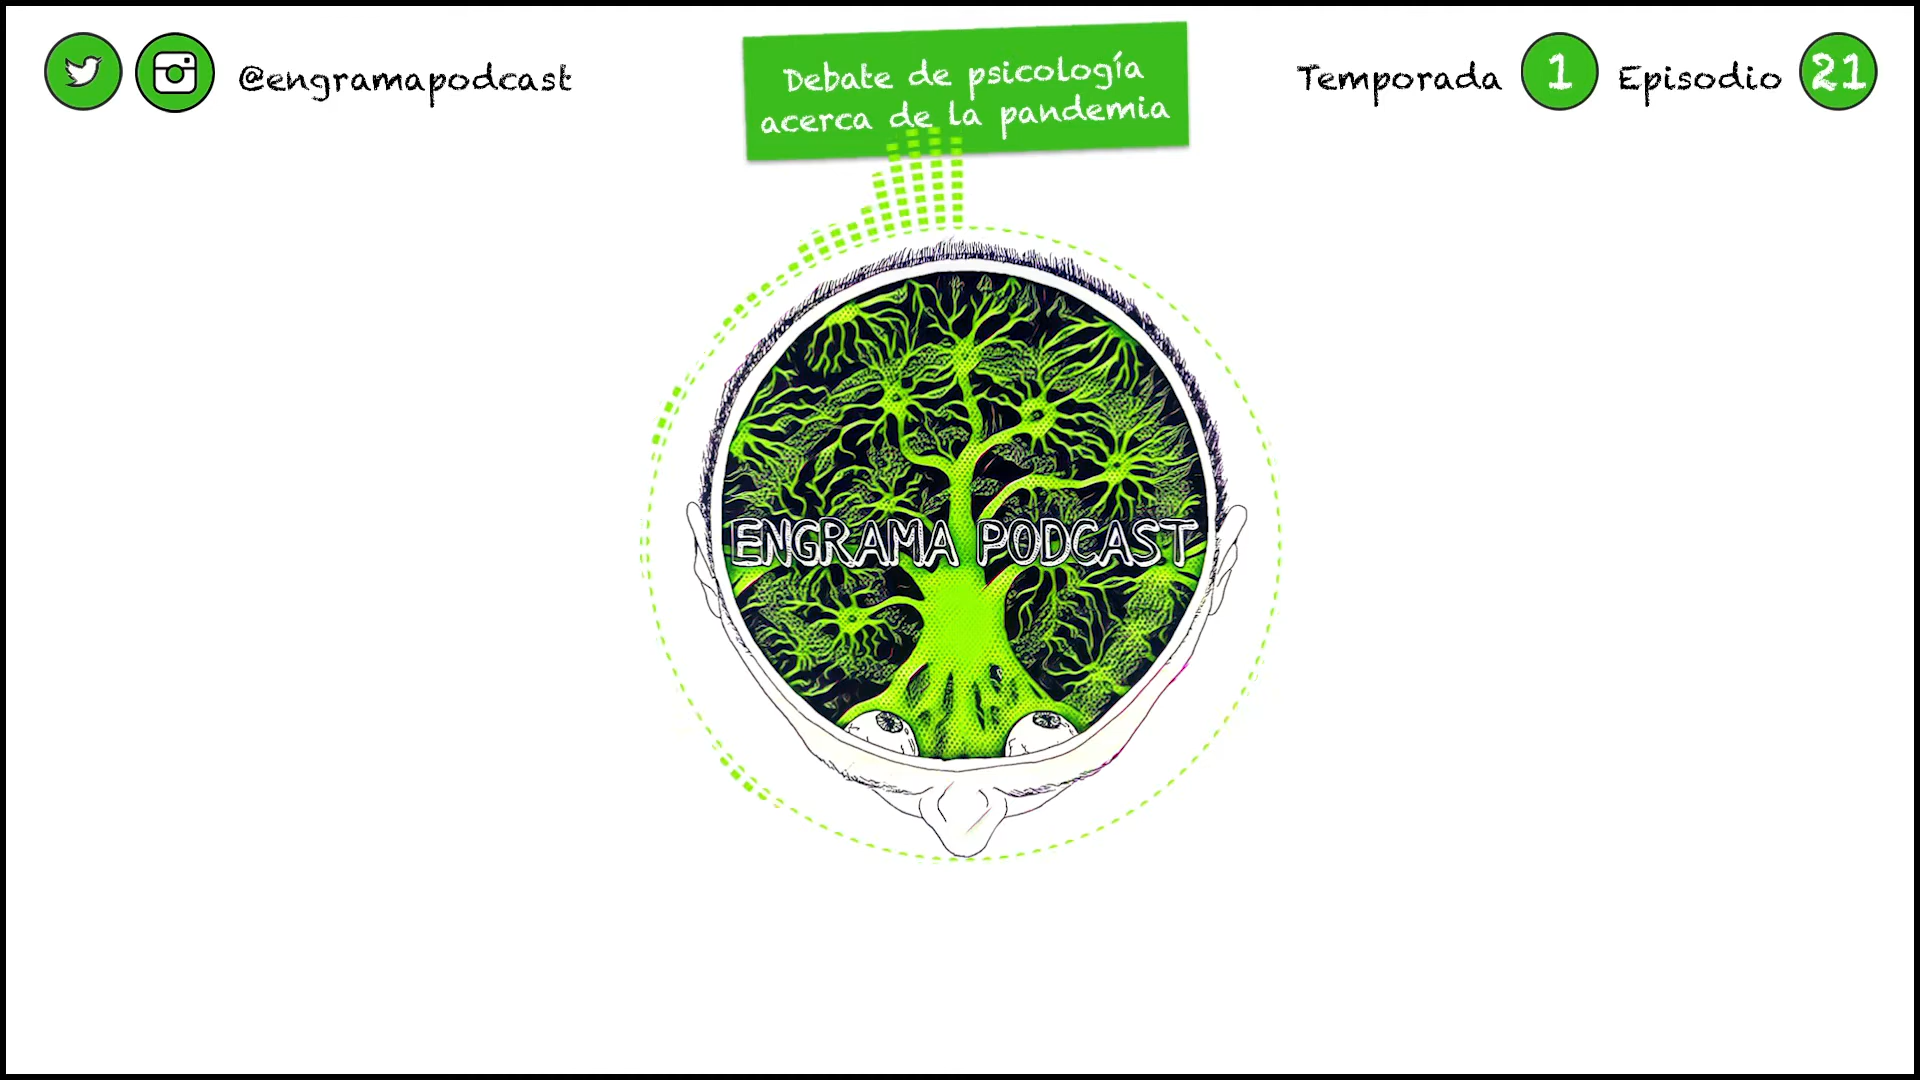 @engramapodcast
Debate de psicología
acerca de la pandemia
Temporada 1 Episodio 21
ENGRAMA PODCAST